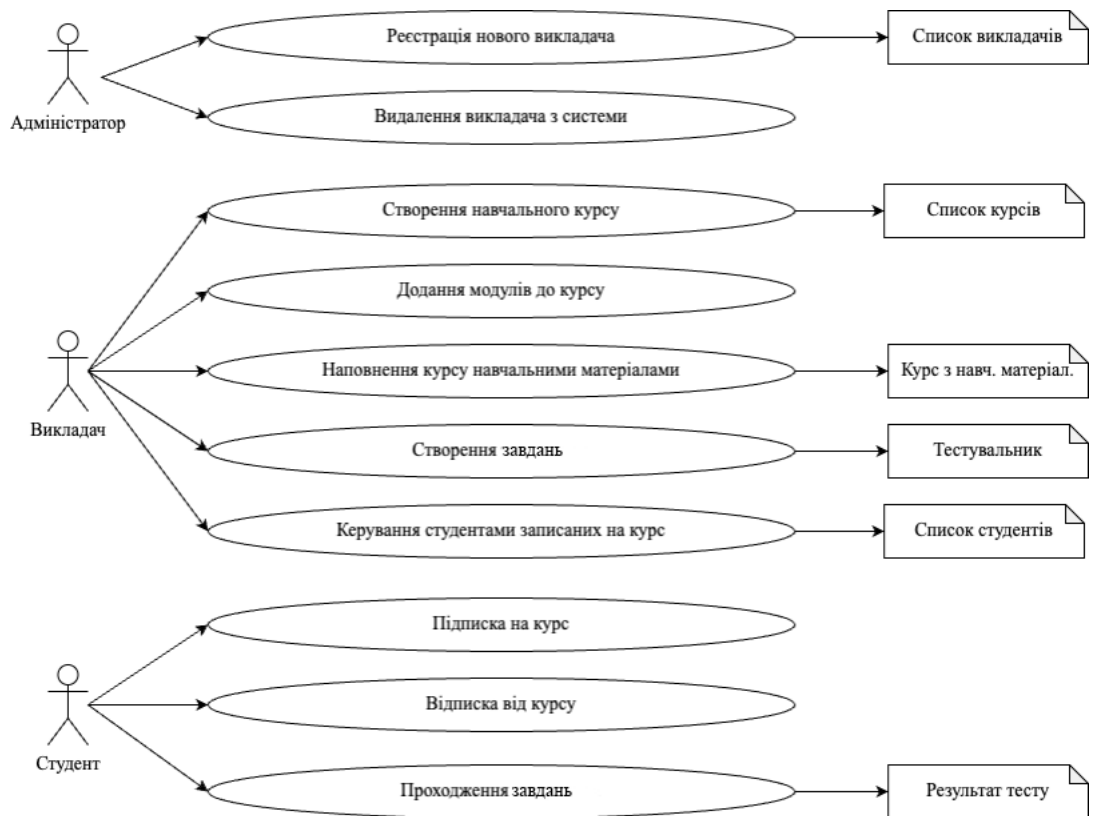 Реєстрація нового викладача
Список викладачів
Адміністратор
Видалення викладача з системи
Створення навчального курсу
Список курсів
Додання модулів до курсу
Наповнення курсу навчальними матеріалами
Курс з навч. матеріал.
Викладач
Створення завдань
Тестувальник
Керування студентами записаних на курс
Список студентів
Підписка на курс
Відписка від курсу
Студент
Проходження завдань
Результат тесту